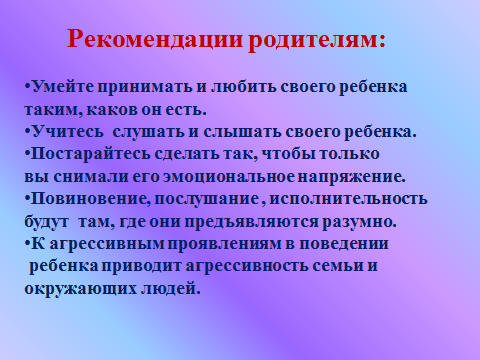 Рекомендации родителям:
•Умейте принимать и любить своего ребенка
таким, каков он есть.
•Учитесь слушать и слышать своего ребенка.
•Постарайтесь сделать так, чтобы только
вы снимали его эмоциональное напряжение.
•Повиновение, послушание , исполнительность
будут там, где они предъявляются разумно.
•К агрессивным проявлениям в поведении
ребенка приводит агрессивность семьи и
окружающих людей.